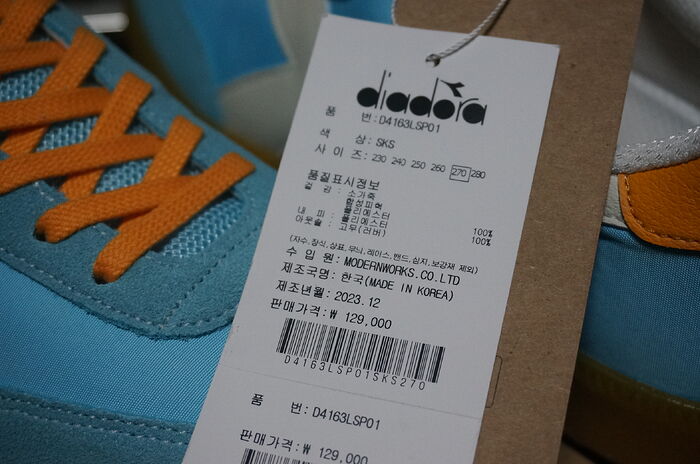 diadora
품 번: D4163LSP01
색 상: SKS
사 이 즈: 230 240 250 260 270 280
품질표시정보
겉 감 : 소가죽
합성피혁
폴리에스터
내 피 : 폴리에스터 100%
아웃솔 : 고무(러버) 100%
(자수, 장식, 상표, 무늬, 레이스, 밴드, 심지, 보강재 제외)
수 입 원: MODERNWORKS.CO.LTD
제조국명: 한국(MADE IN KOREA)
제조년월: 2023.12
판매가격: ₩ 129,000
D4163LSP01SKS270
품 번: D4163LSP01
판매가격: ₩ 129,000